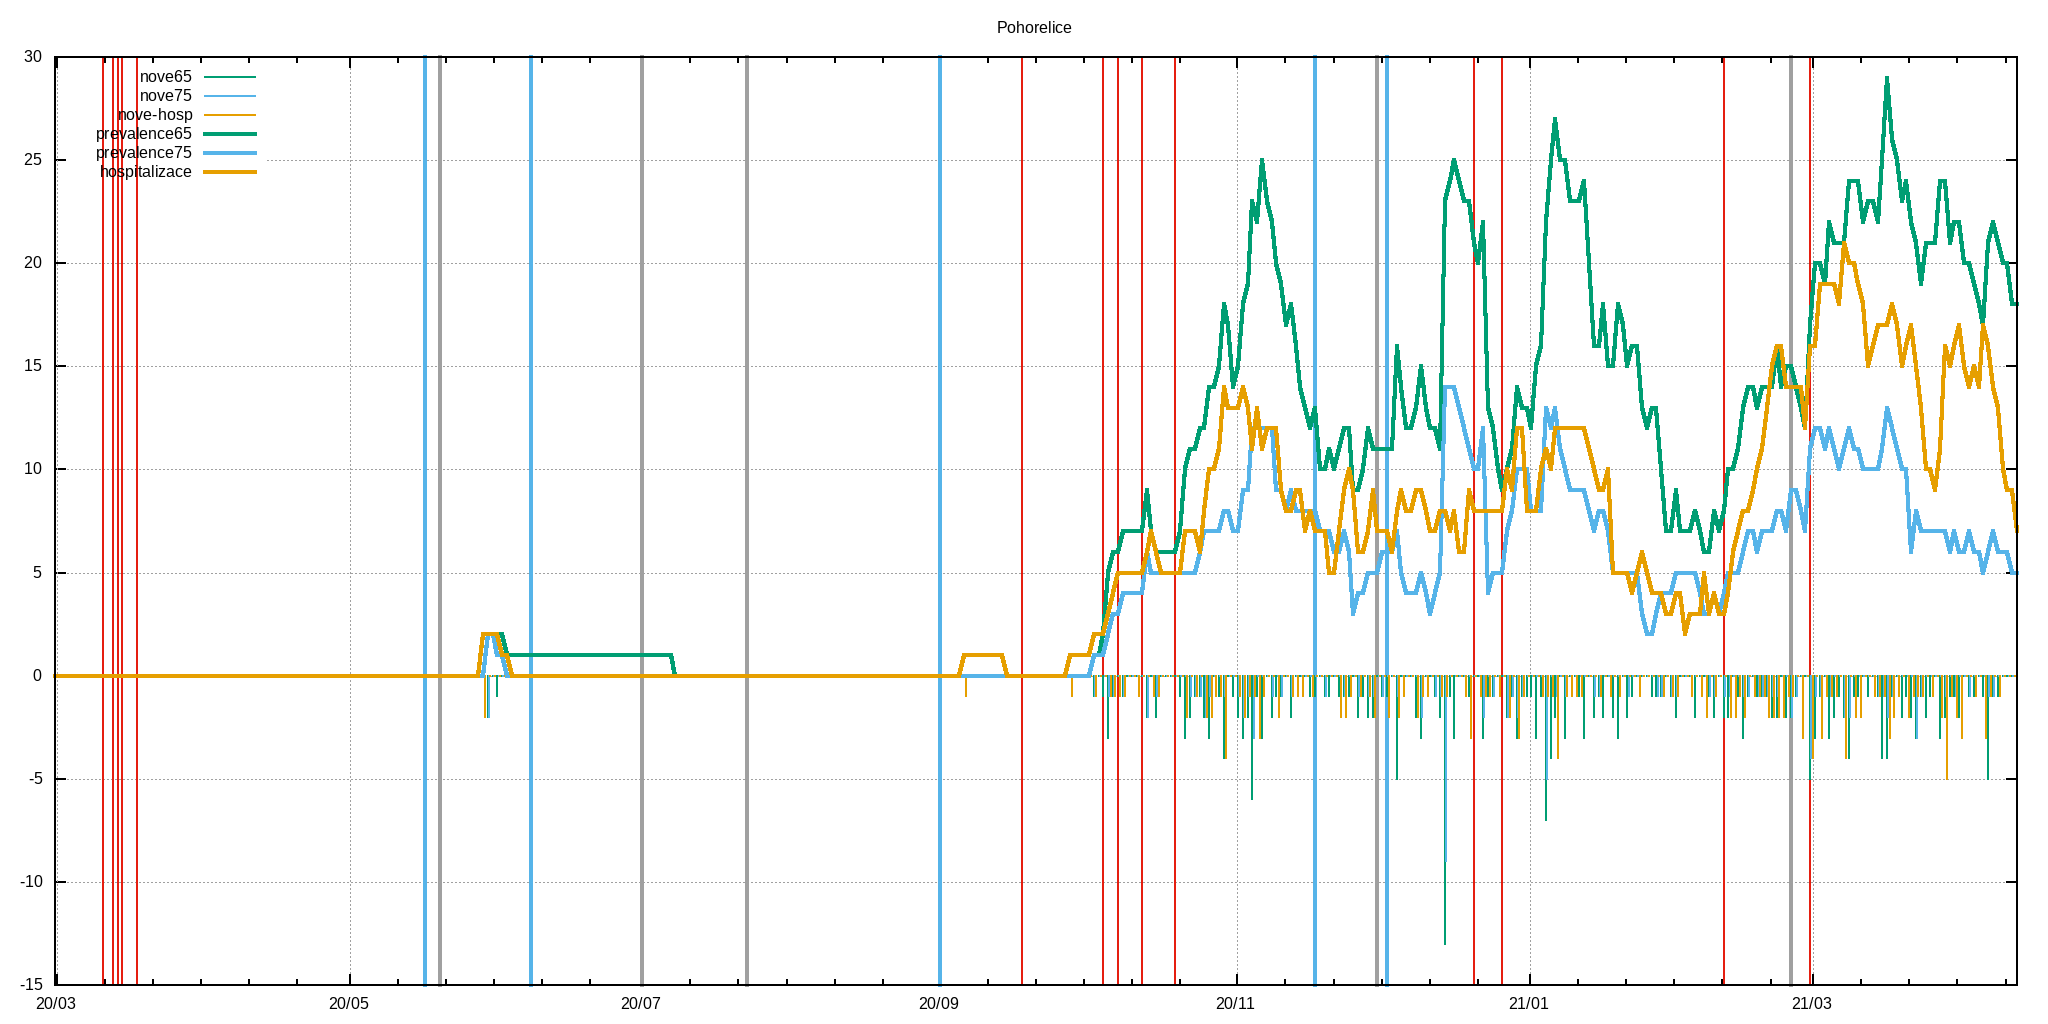 Pohorelice
30
25
20
15
10
5
0
-5
-10
-15
nove65
nove75
nove-hosp
prevalence65
prevalence75
hospitalizace
20/03 20/05 20/07 20/09 20/11 21/01 21/03